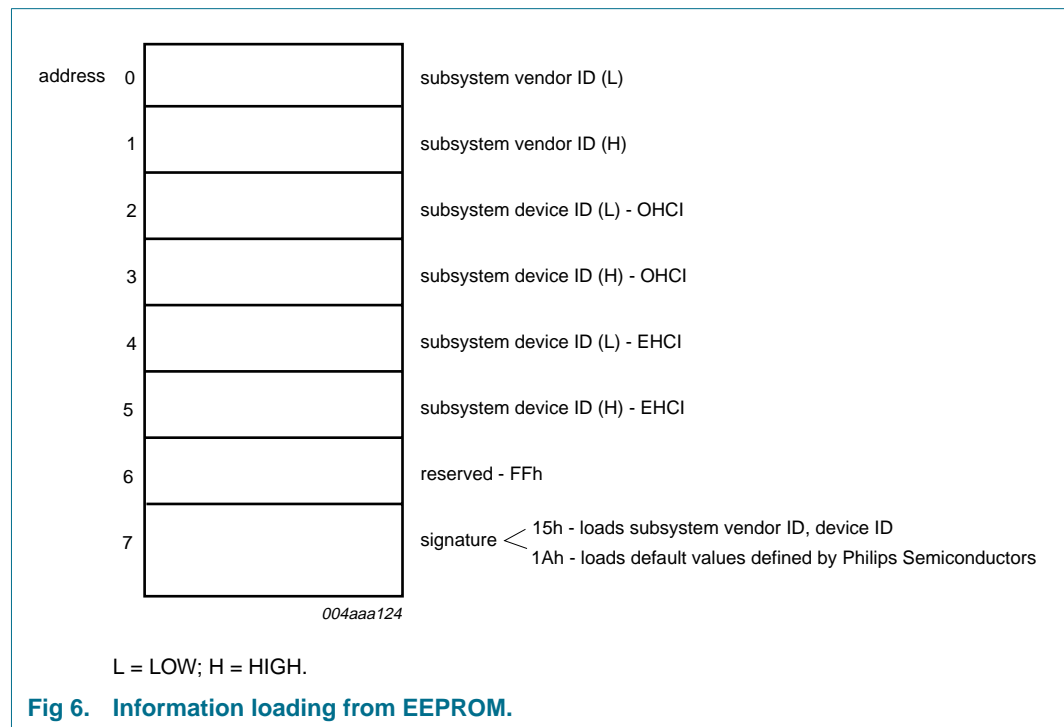 address 0 subsystem vendor ID (L)
1 subsystem vendor ID (H)
2 subsystem device ID (L) - OHCI
3 subsystem device ID (H) - OHCI
4 subsystem device ID (L) - EHCI
5 subsystem device ID (H) - EHCI
6 reserved - FFh
15h - loads subsystem vendor ID, device ID
7 signature
1Ah - loads default values defined by Philips Semiconductors
004aaa124
L = LOW; H = HIGH.
Fig 6. Information loading from EEPROM.